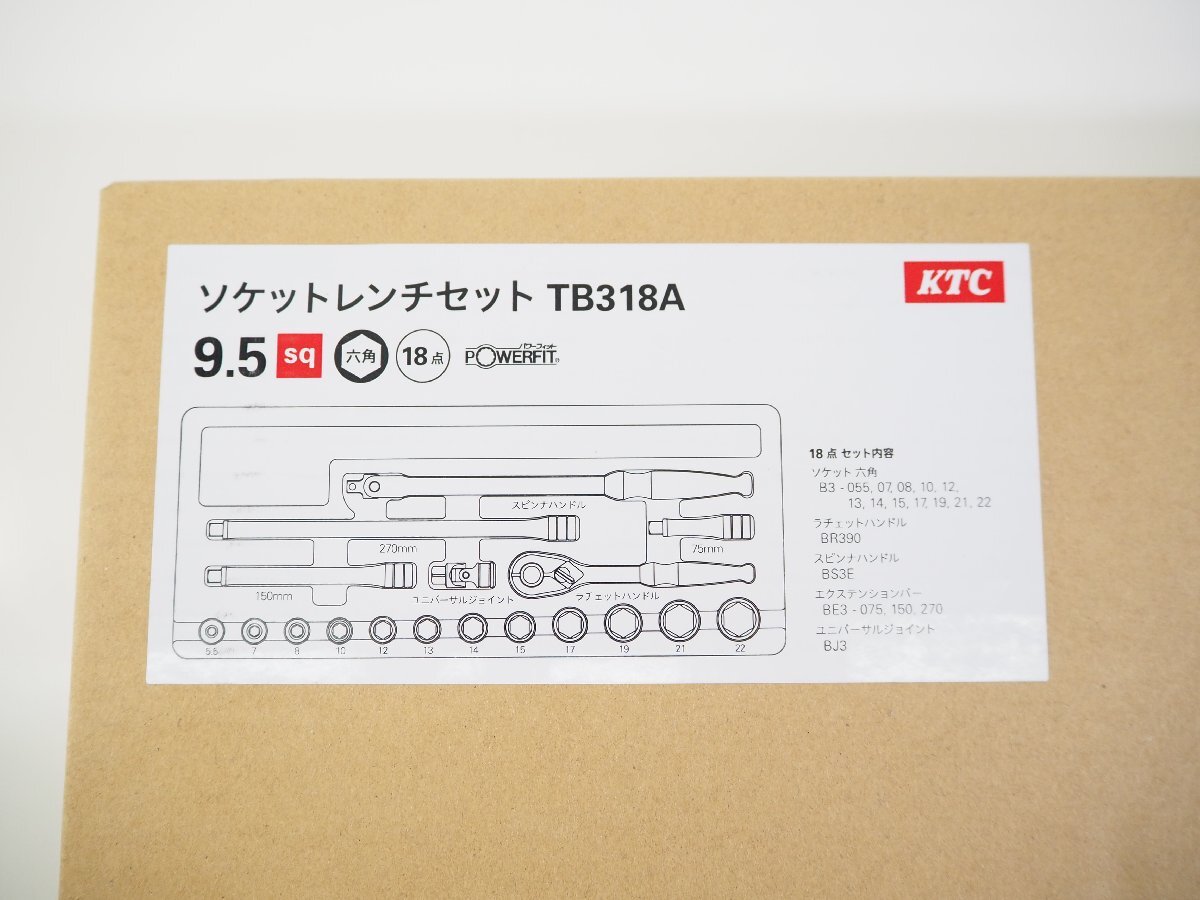 ソケットレンチセット TB318A
KTC
9.5 sq 六角 18点 パワーフィット POWERFIT®
スピンナハンドル
270mm
75mm
150mm
ユニバーサルジョイント
ラチェットハンドル
5.5 7 8 10 12 13 14 15 17 19 21 22
18点 セット内容
ソケット 六角
B3 - 055, 07, 08, 10, 12,
13, 14, 15, 17, 19, 21, 22
ラチェットハンドル
BR390
スピンナハンドル
BS3E
エクステンションバー
BE3 - 075, 150, 270
ユニバーサルジョイント
BJ3